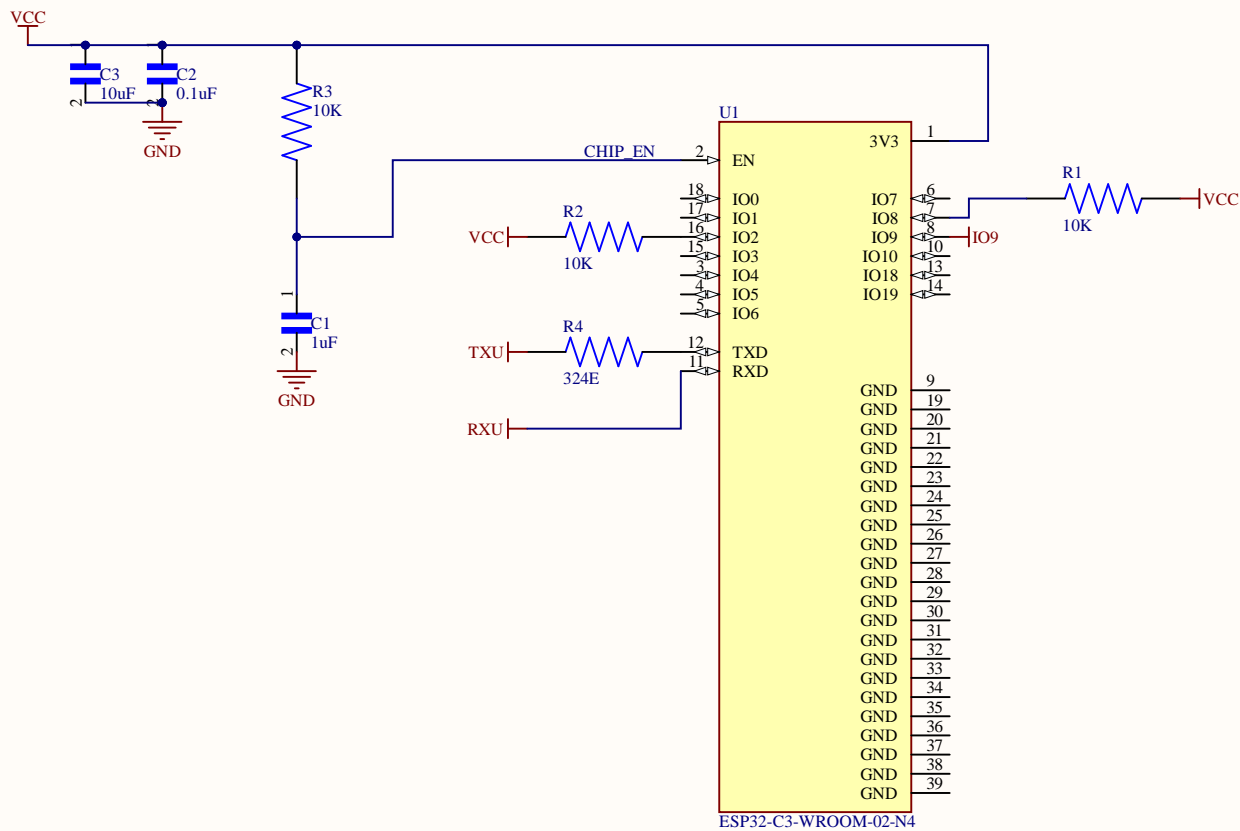 VCC
C3
10uF
2
C2
0.1uF
2
GND
R3
10K
1
C1
1uF
2
GND
U1
CHIP_EN
2
EN
3V3
1
18
IO0
17
IO1
VCC
R2
10K
16
IO2
15
IO3
3
IO4
4
IO5
5
IO6
TXU
R4
324E
12
TXD
11
RXD
RXU
IO7
6
IO8
7
R1
10K
VCC
IO9
8
IO9
IO10
10
IO18
13
IO19
14
GND
9
GND
19
GND
20
GND
21
GND
22
GND
23
GND
24
GND
25
GND
26
GND
27
GND
28
GND
29
GND
30
GND
31
GND
32
GND
33
GND
34
GND
35
GND
36
GND
37
GND
38
GND
39
ESP32-C3-WROOM-02-N4